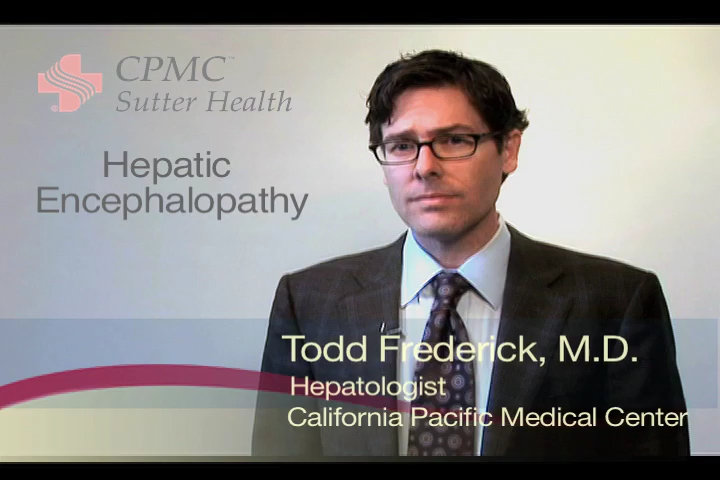 CPMC™
Sutter Health
Hepatic
Encephalopathy
Todd Frederick, M.D.
Hepatologist
California Pacific Medical Center